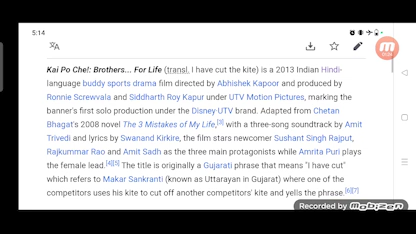 5:14
Kai Po Che!: Brothers... For Life (transl. I have cut the kite) is a 2013 Indian Hindi-
language buddy sports drama film directed by Abhishek Kapoor and produced by
Ronnie Screwvala and Siddharth Roy Kapur under UTV Motion Pictures, marking the
banner's first solo production under the Disney·UTV brand. Adapted from Chetan
Bhagat's 2008 novel The 3 Mistakes of My Life,[3] with a three-song soundtrack by Amit
Trivedi and lyrics by Swanand Kirkire, the film stars newcomer Sushant Singh Rajput,
Rajkummar Rao and Amit Sadh as the three main protagonists while Amrita Puri plays
the female lead.[4][5] The title is originally a Gujarati phrase that means "I have cut"
which refers to Makar Sankranti (known as Uttarayan in Gujarat) where one of the
competitors uses his kite to cut off another competitors' kite and yells the phrase.[6][7]
Recorded by mobizen